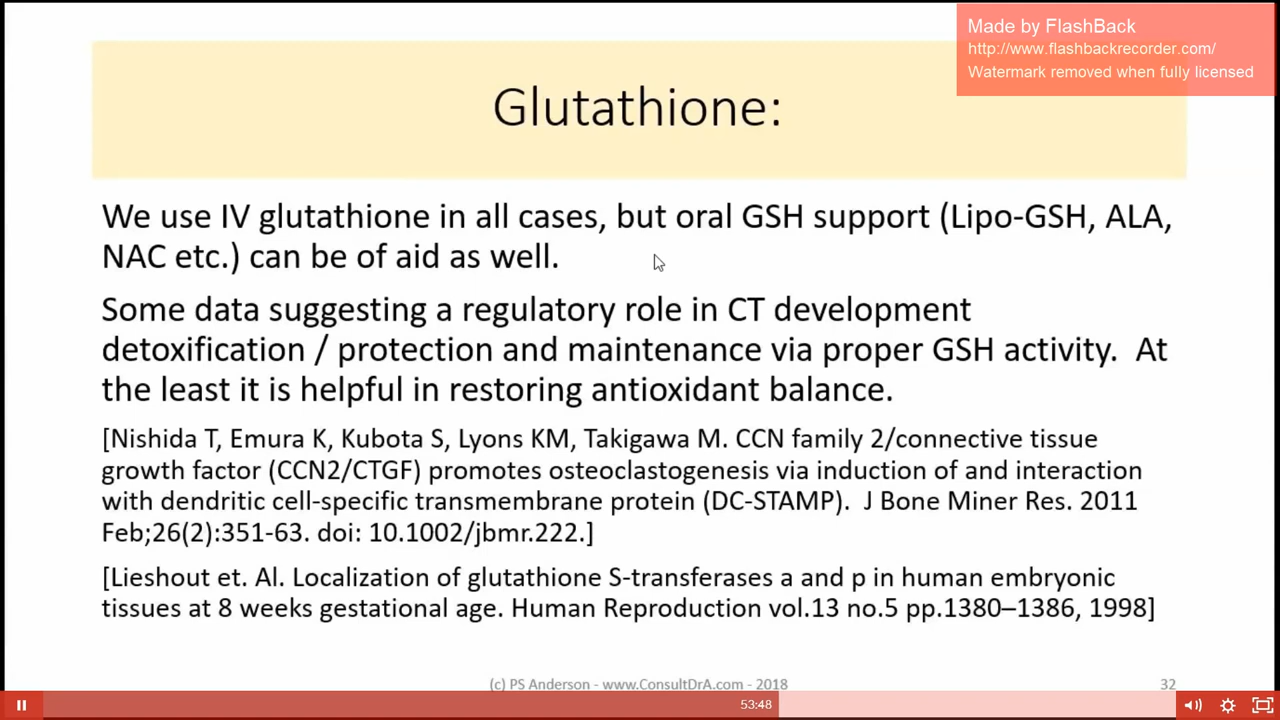 Made by FlashBack
http://www.flashbackrecorder.com/
Watermark removed when fully licensed
Glutathione:
We use IV glutathione in all cases, but oral GSH support (Lipo-GSH, ALA,
NAC etc.) can be of aid as well.
Some data suggesting a regulatory role in CT development
detoxification / protection and maintenance via proper GSH activity.  At
the least it is helpful in restoring antioxidant balance.
[Nishida T, Emura K, Kubota S, Lyons KM, Takigawa M. CCN family 2/connective tissue
growth factor (CCN2/CTGF) promotes osteoclastogenesis via induction of and interaction
with dendritic cell-specific transmembrane protein (DC-STAMP).  J Bone Miner Res. 2011
Feb;26(2):351-63. doi: 10.1002/jbmr.222.]
[Lieshout et. Al. Localization of glutathione S-transferases a and p in human embryonic
tissues at 8 weeks gestational age. Human Reproduction vol.13 no.5 pp.1380–1386, 1998]
(c) PS Anderson - www.ConsultDrA.com - 2018
32
53:48